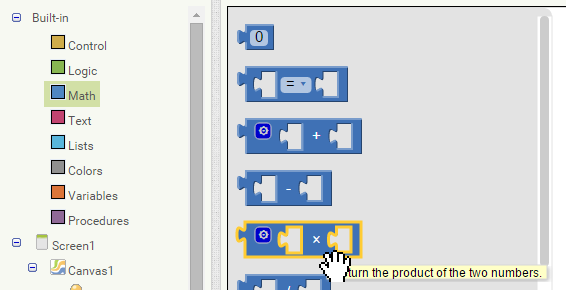 Built-in
Control
Logic
Math
Text
Lists
Colors
Variables
Procedures
Screen1
Canvas1
0
=
+
-
×
turn the product of the two numbers.